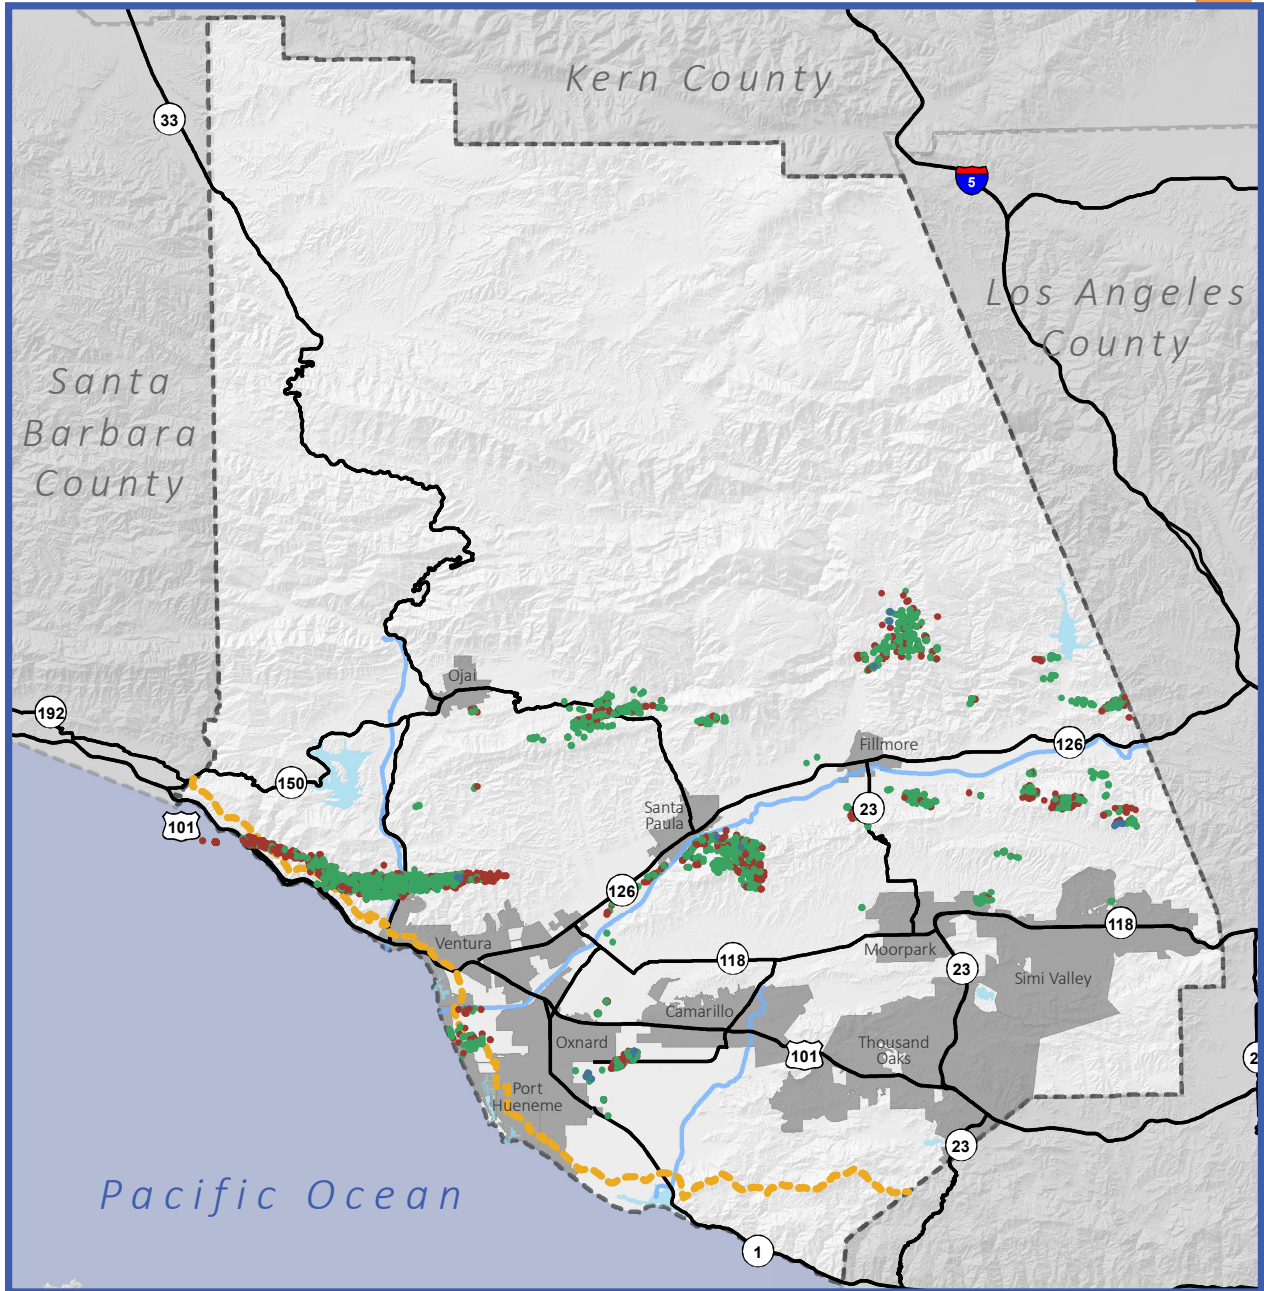 Kern County
33
5
Los Angeles
County
Santa
Barbara
County
Ojai
192
126
Fillmore
150
Santa
Paula
23
101
126
118
Ventura
Moorpark
118
23
Simi Valley
Camarillo
Oxnard
Thousand
Oaks
101
2
Port
Hueneme
23
Pacific Ocean
1